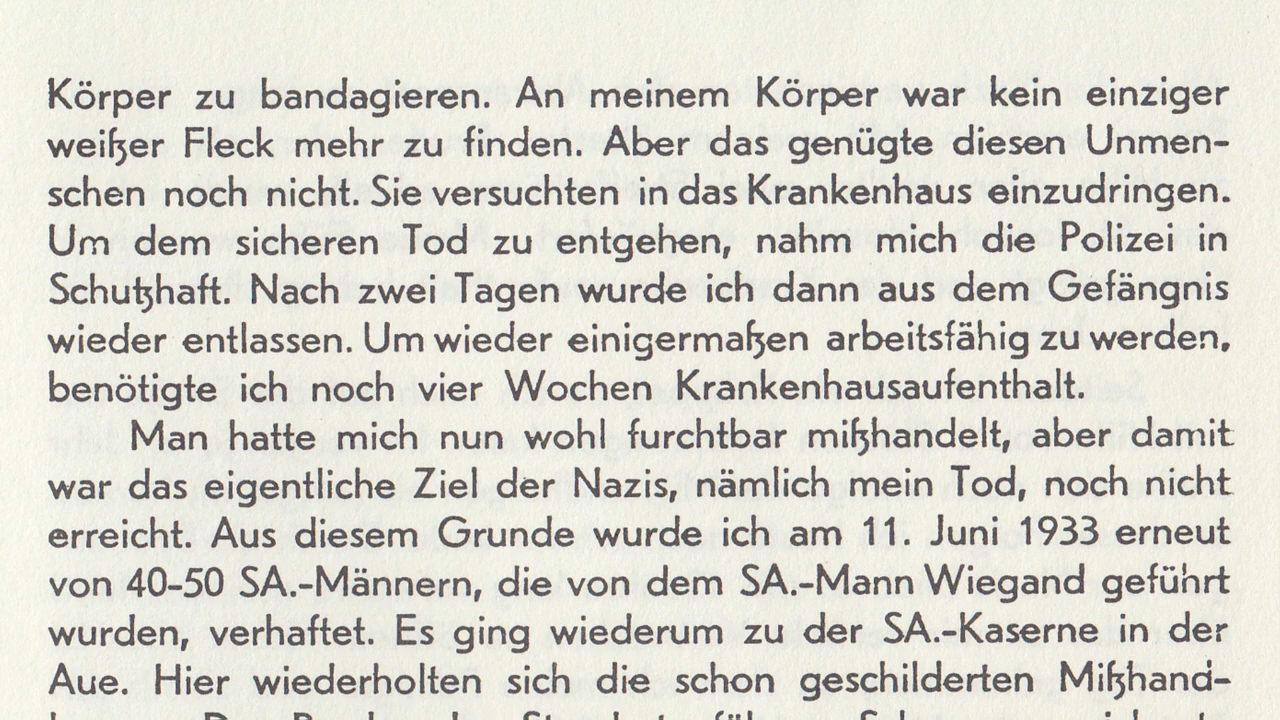 Körper zu bandagieren. An meinem Körper war kein einziger
weißer Fleck mehr zu finden. Aber das genügte diesen Unmen-
schen noch nicht. Sie versuchten in das Krankenhaus einzudringen.
Um dem sicheren Tod zu entgehen, nahm mich die Polizei in
Schutzhaft. Nach zwei Tagen wurde ich dann aus dem Gefängnis
wieder entlassen. Um wieder einigermaßen arbeitsfähig zu werden,
benötigte ich noch vier Wochen Krankenhausaufenthalt.
Man hatte mich nun wohl furchtbar mißhandelt, aber damit
war das eigentliche Ziel der Nazis, nämlich mein Tod, noch nicht
erreicht. Aus diesem Grunde wurde ich am 11. Juni 1933 erneut
von 40-50 SA.-Männern, die von dem SA.-Mann Wiegand geführt
wurden, verhaftet. Es ging wiederum zu der SA.-Kaserne in der
Aue. Hier wiederholten sich die schon geschilderten Mißhand-